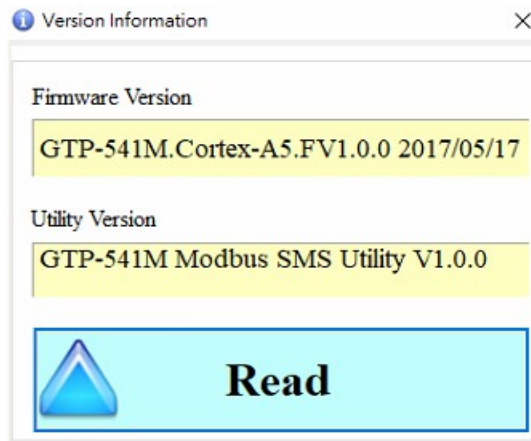 Version Information
Firmware Version
GTP-541M.Cortex-A5.FV1.0.0 2017/05/17
Utility Version
GTP-541M Modbus SMS Utility V1.0.0
Read